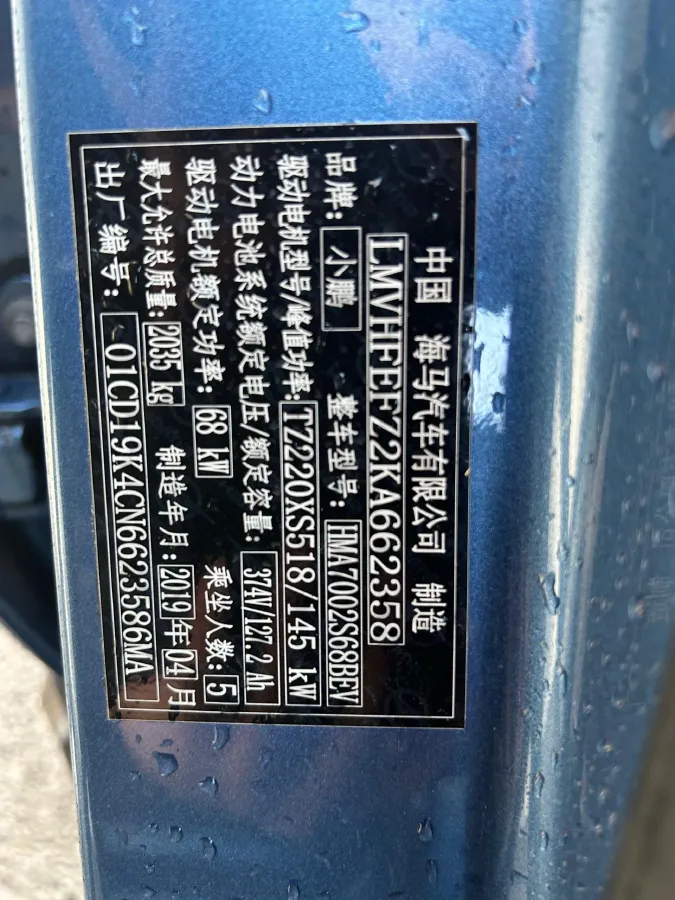 中国 海马汽车有限公司 制造
LMVHFEFZ2KA662358
品牌: 小鹏 整车型号: HMA7002S68BEV
驱动电机型号/峰值功率: TZ220XS518/145 kW
动力电池系统额定电压/额定容量: 374V/127.2 Ah
驱动电机额定功率: 68 kW 乘坐人数: 5
最大允许总质量: 2035 kg 制造年月: 2019年04月
出厂编号: 01CD19K4CN6623586MA